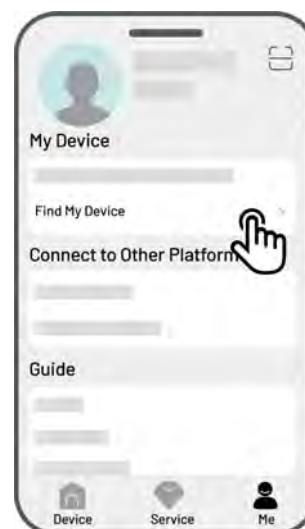 My Device
Find My Device
Connect to Other Platform
Guide
Device Service Me